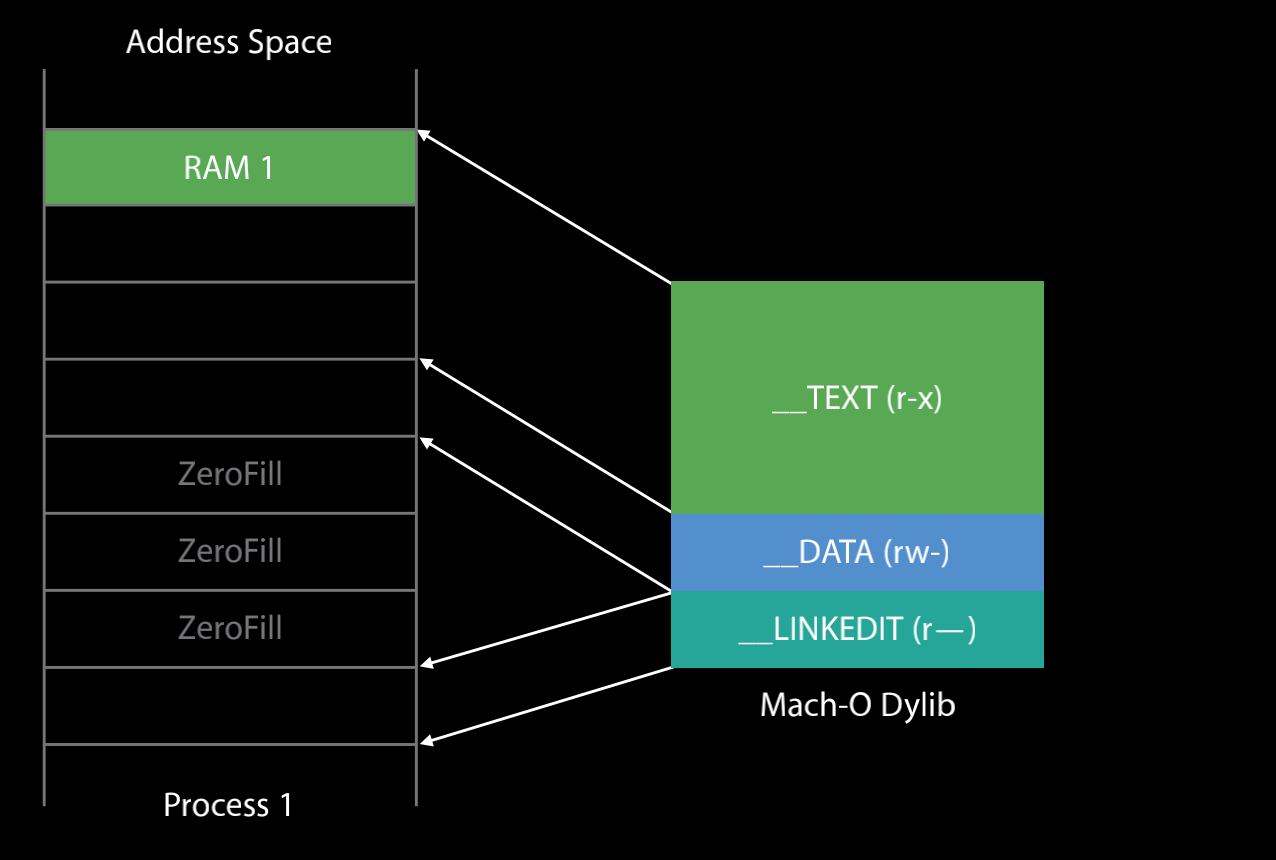 Address Space
RAM 1
ZeroFill
ZeroFill
ZeroFill
Process 1
__TEXT (r-x)
__DATA (rw-)
__LINKEDIT (r—)
Mach-O Dylib